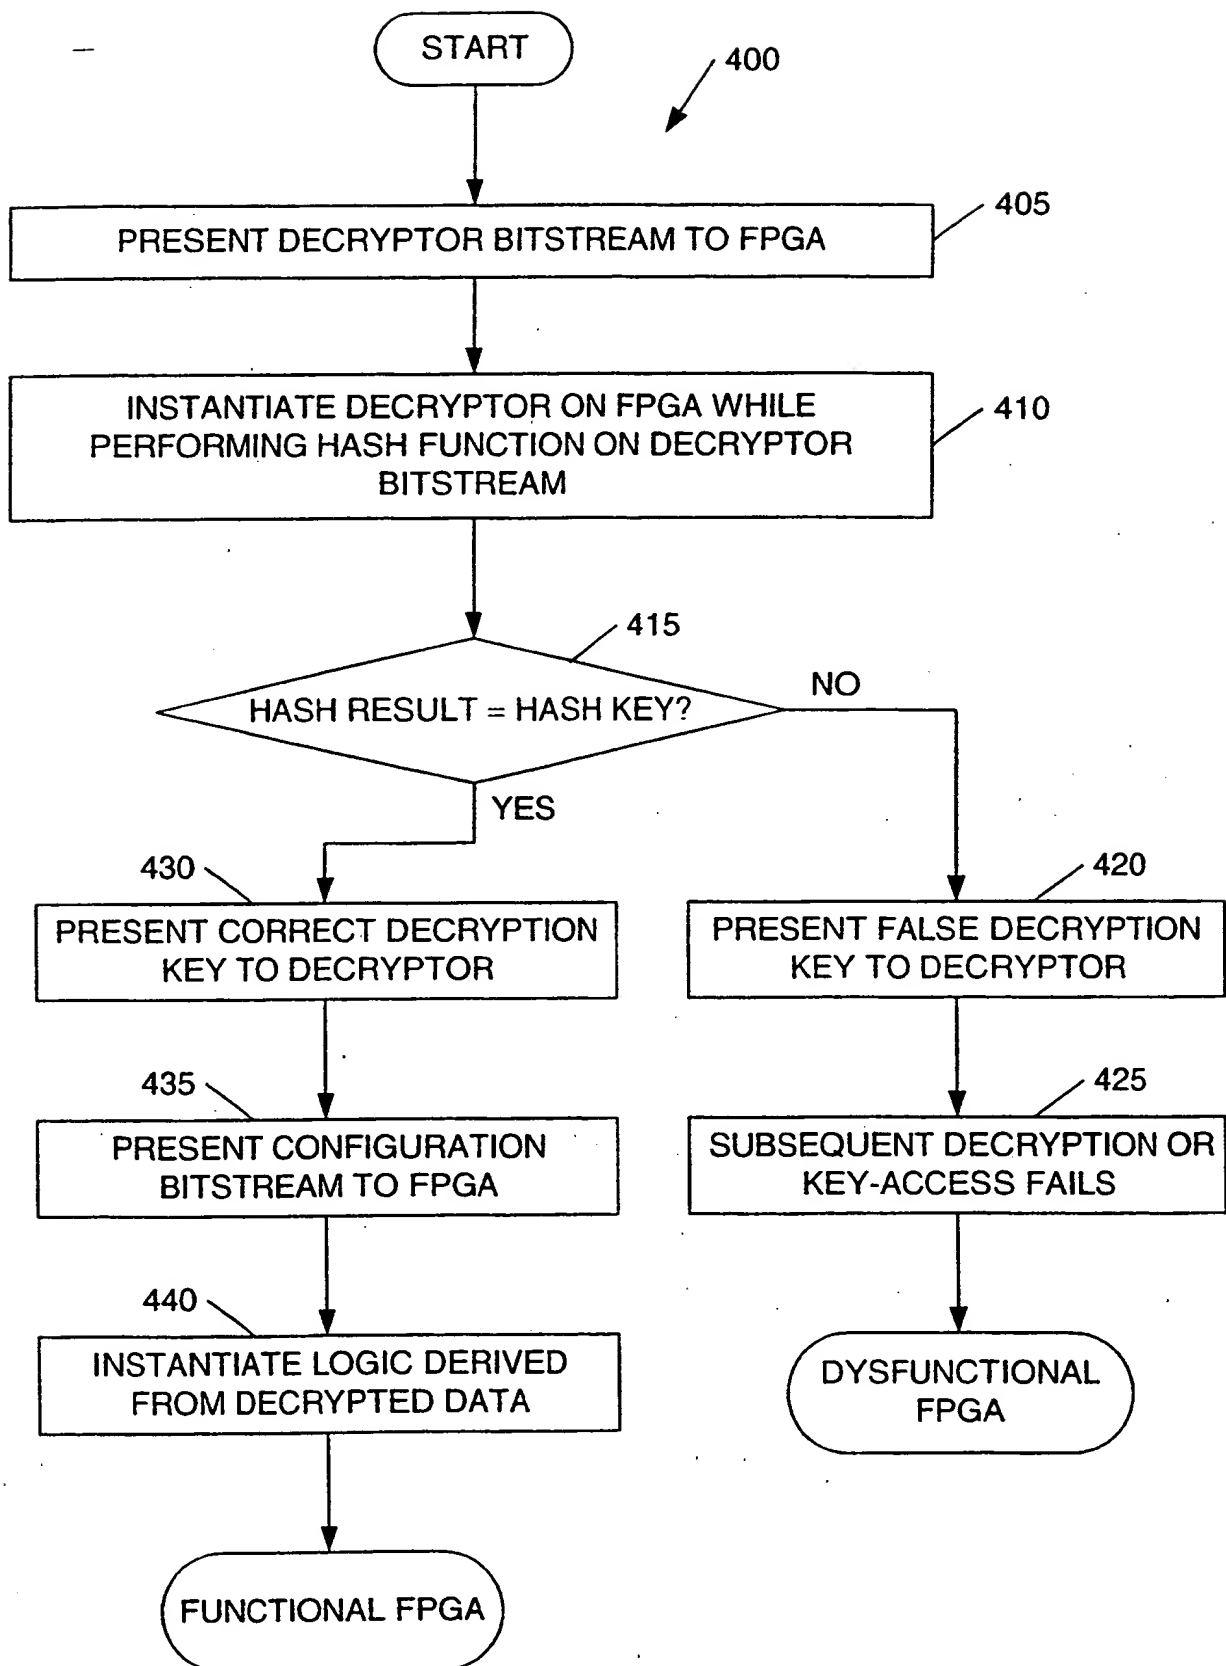 START
400
405
PRESENT DECRYPTOR BITSTREAM TO FPGA
410
INSTANTIATE DECRYPTOR ON FPGA WHILE
PERFORMING HASH FUNCTION ON DECRYPTOR
BITSTREAM
415
HASH RESULT = HASH KEY?
NO
YES
430
PRESENT CORRECT DECRYPTION
KEY TO DECRYPTOR
420
PRESENT FALSE DECRYPTION
KEY TO DECRYPTOR
435
PRESENT CONFIGURATION
BITSTREAM TO FPGA
425
SUBSEQUENT DECRYPTION OR
KEY-ACCESS FAILS
440
INSTANTIATE LOGIC DERIVED
FROM DECRYPTED DATA
DYSFUNCTIONAL
FPGA
FUNCTIONAL FPGA